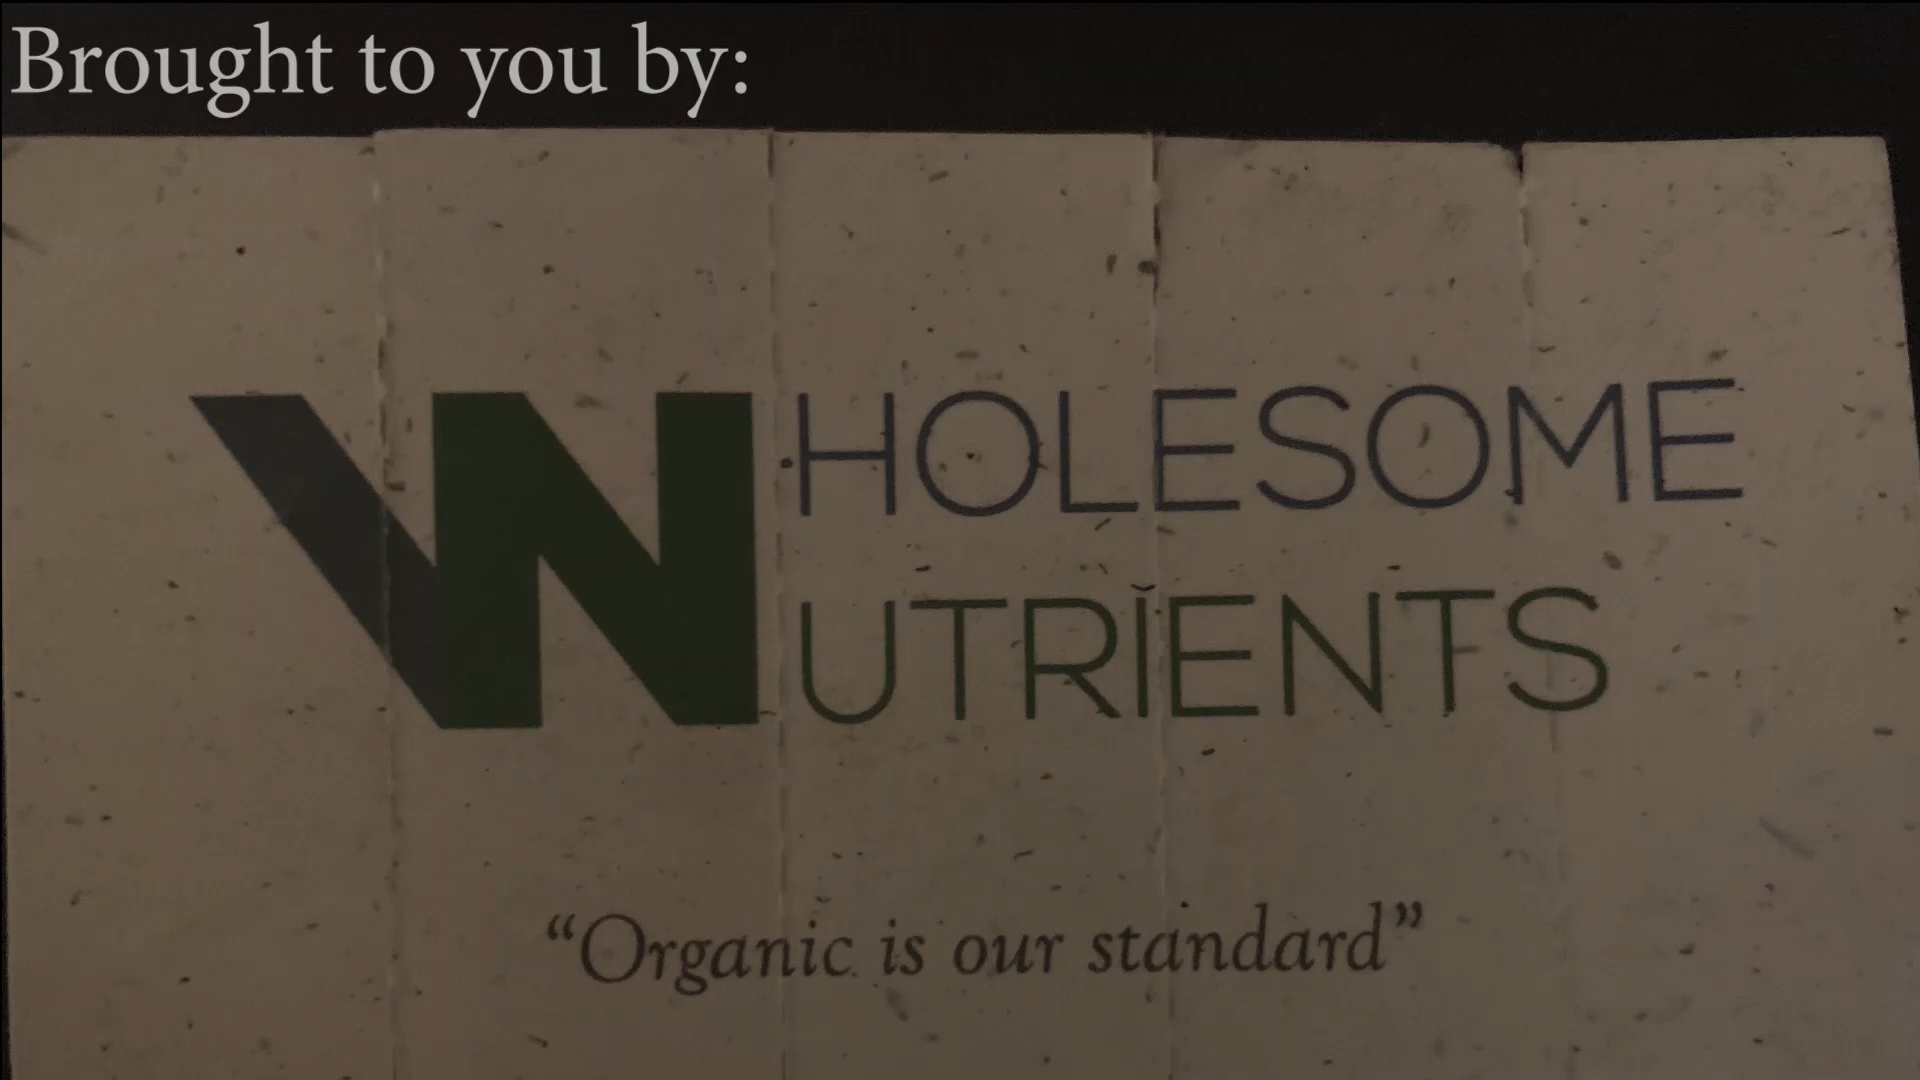 Brought to you by:
WHOLESOME
NUTRIENTS
“Organic is our standard”